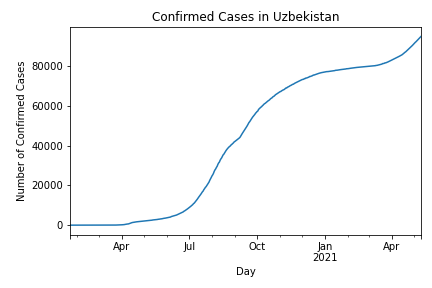 Confirmed Cases in Uzbekistan
Number of Confirmed Cases
80000
60000
40000
20000
0
Apr Jul Oct Jan Apr
2021
Day